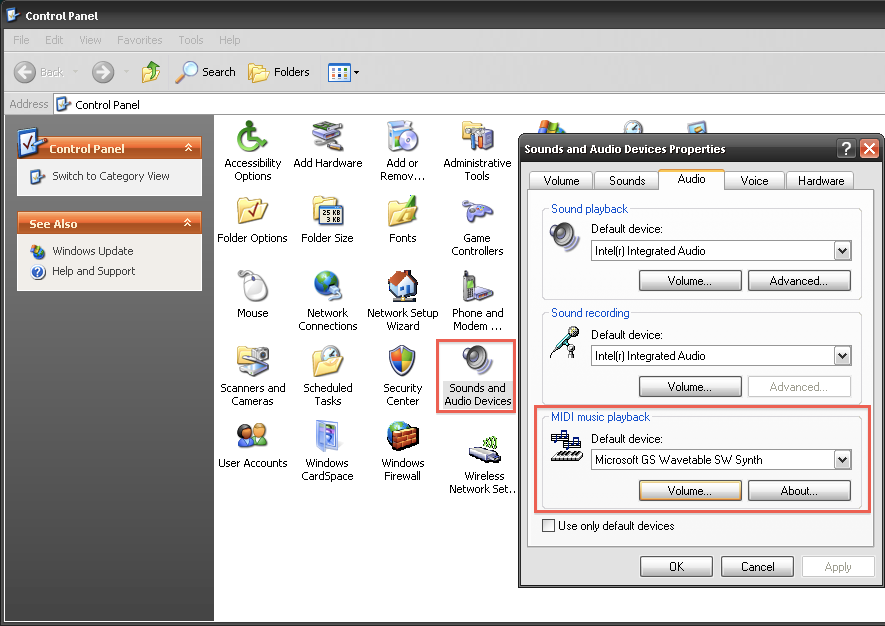 Control Panel
File Edit View Favorites Tools Help
Back Search Folders
Address Control Panel
Control Panel
Switch to Category View
See Also
Windows Update
Help and Support
Accessibility
Options
Add Hardware
Add or
Remov...
Administrative
Tools
Folder Options
25 KB
3 KB
Folder Size
Fonts
Game
Controllers
Mouse
Network
Connections
Network Setup
Wizard
Phone and
Modem ...
Scanners and
Cameras
Scheduled
Tasks
Security
Center
Sounds and
Audio Devices
User Accounts
Windows
CardSpace
Windows
Firewall
Wireless
Network Set...
Sounds and Audio Devices Properties
Volume Sounds Audio Voice Hardware
Sound playback
Default device:
Intel(r) Integrated Audio
Volume... Advanced...
Sound recording
Default device:
Intel(r) Integrated Audio
Volume... Advanced...
MIDI music playback
Default device:
Microsoft GS Wavetable SW Synth
Volume... About...
Use only default devices
OK Cancel Apply